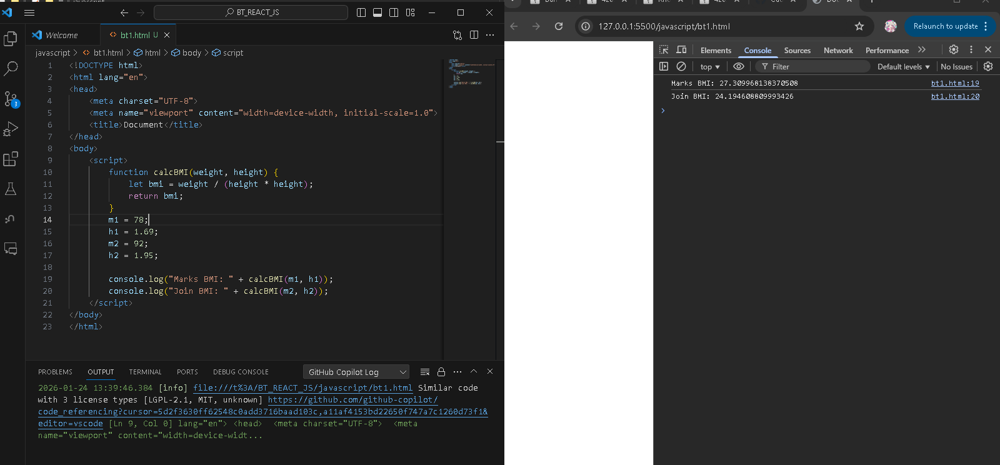 BT_REACT_JS
Welcome
bt1.html U
javascript > bt1.html > html > body > script
1 <!DOCTYPE html>
2 <html lang="en">
3 <head>
4 <meta charset="UTF-8">
5 <meta name="viewport" content="width=device-width, initial-scale=1.0">
6 <title>Document</title>
7 </head>
8 <body>
9 <script>
10 function calcBMI(weight, height) {
11 let bmi = weight / (height * height);
12 return bmi;
13 }
14 m1 = 78;
15 h1 = 1.69;
16 m2 = 92;
17 h2 = 1.95;
18
19 console.log("Marks BMI: " + calcBMI(m1, h1));
20 console.log("Join BMI: " + calcBMI(m2, h2));
21 </script>
22 </body>
23 </html>
3
PROBLEMS OUTPUT TERMINAL PORTS DEBUG CONSOLE GitHub Copilot Log
2026-01-24 13:39:46.384 [info] file:///t%3A/BT_REACT_JS/javascript/bt1.html Similar code
with 3 license types [LGPL-2.1, MIT, unknown] https://github.com/github-copilot/
code_referencing?cursor=5d2f3630ff62548c0add3716baad103c,a11af4153bd22650f747a7c1260d73f1&
editor=vscode [Ln 9, Col 0] lang="en"> <head> <meta charset="UTF-8"> <meta
name="viewport" content="width=device-widt...
127.0.0.1:5500/javascript/bt1.html
Relaunch to update
Elements Console Sources Network Performance
top Filter Default levels No Issues
Marks BMI: 27.309968138370508 bt1.html:19
Join BMI: 24.194608809993426 bt1.html:20